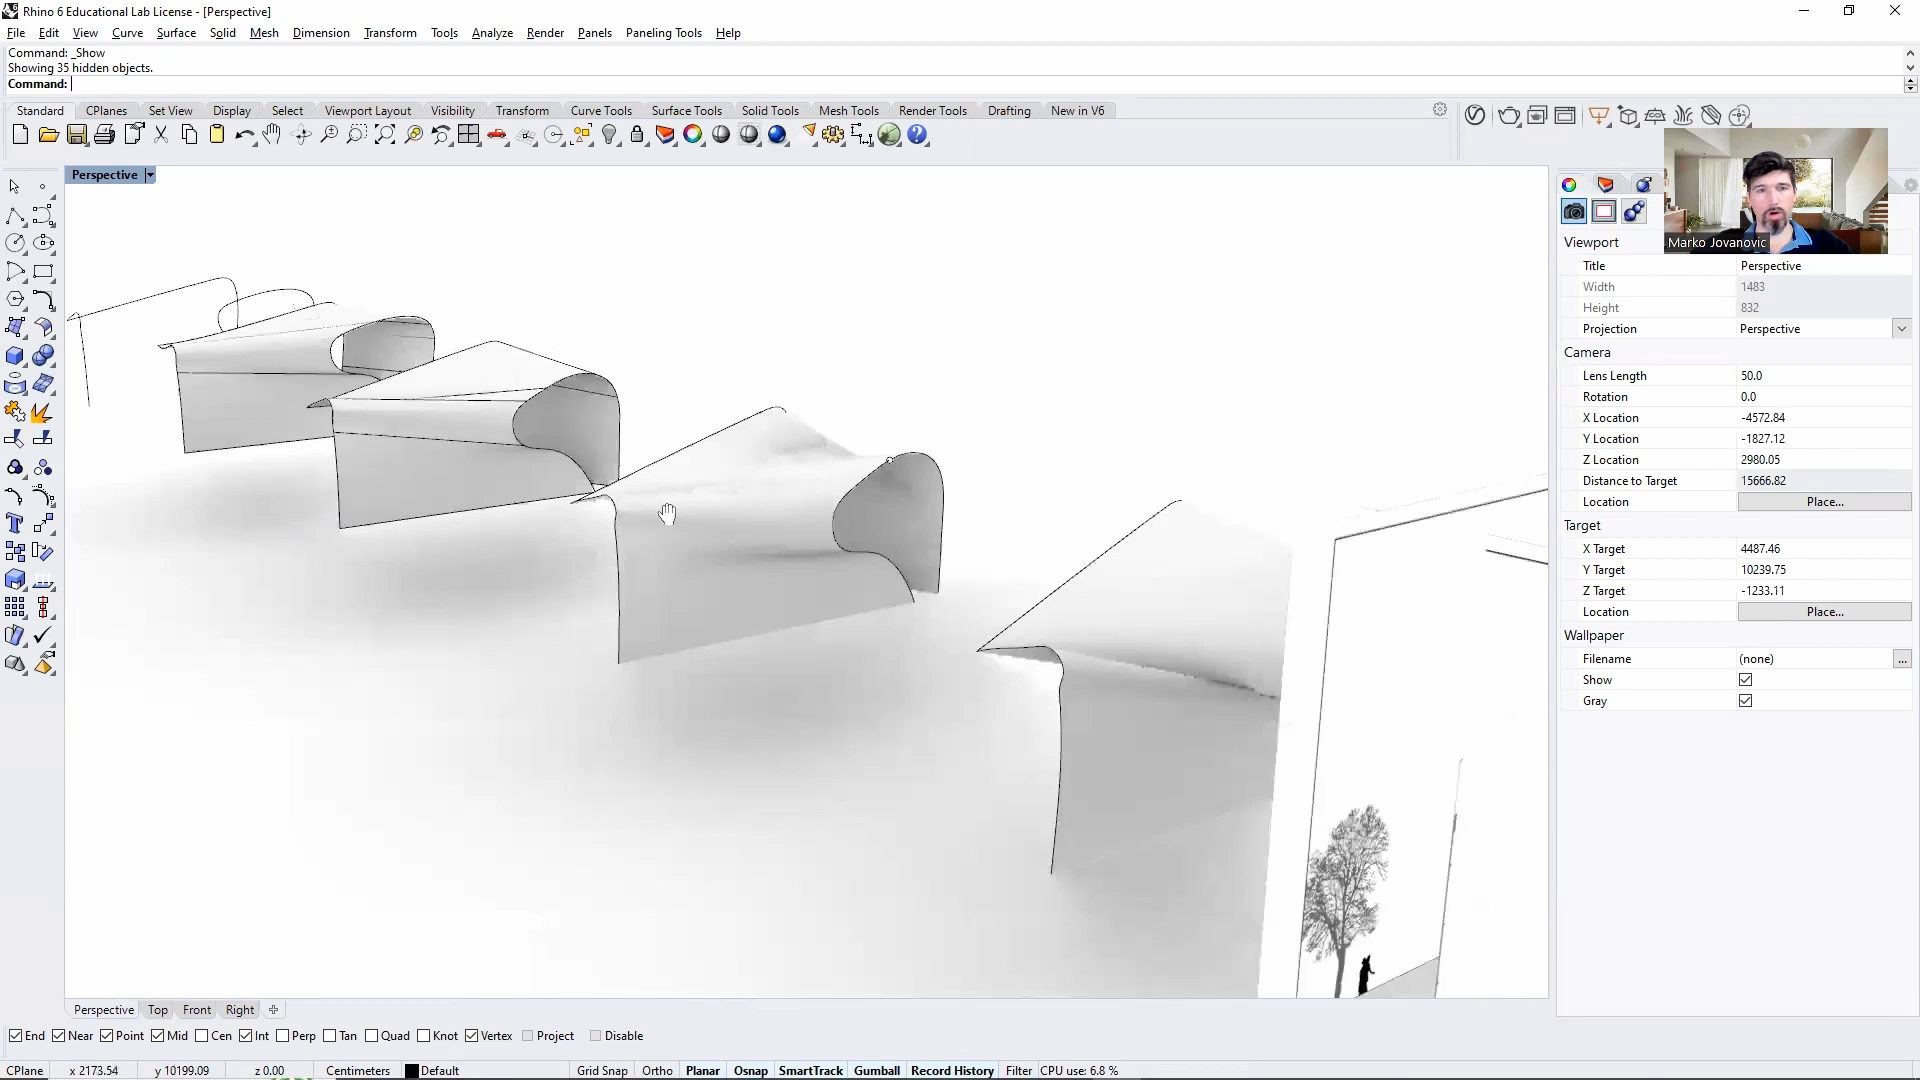 Rhino 6 Educational Lab License - [Perspective]
File Edit View Curve Surface Solid Mesh Dimension Transform Tools Analyze Render Panels Paneling Tools Help
Command: _Show
Showing 35 hidden objects.
Command:
Standard CPlanes Set View Display Select Viewport Layout Visibility Transform Curve Tools Surface Tools Solid Tools Mesh Tools Render Tools Drafting New in V6
Perspective
Marko Jovanovic
Viewport
Title Perspective
Width 1483
Height 832
Projection Perspective
Camera
Lens Length 50.0
Rotation 0.0
X Location -4572.84
Y Location -1827.12
Z Location 2980.05
Distance to Target 15666.82
Location Place...
Target
X Target 4487.46
Y Target 10239.75
Z Target -1233.11
Location Place...
Wallpaper
Filename (none) ...
Show
Gray
Perspective Top Front Right
End Near Point Mid Cen Int Perp Tan Quad Knot Vertex Project Disable
CPlane x 2173.54 y 10199.09 z 0.00 Centimeters Default Grid Snap Ortho Planar Osnap SmartTrack Gumball Record History Filter CPU use: 6.8 %